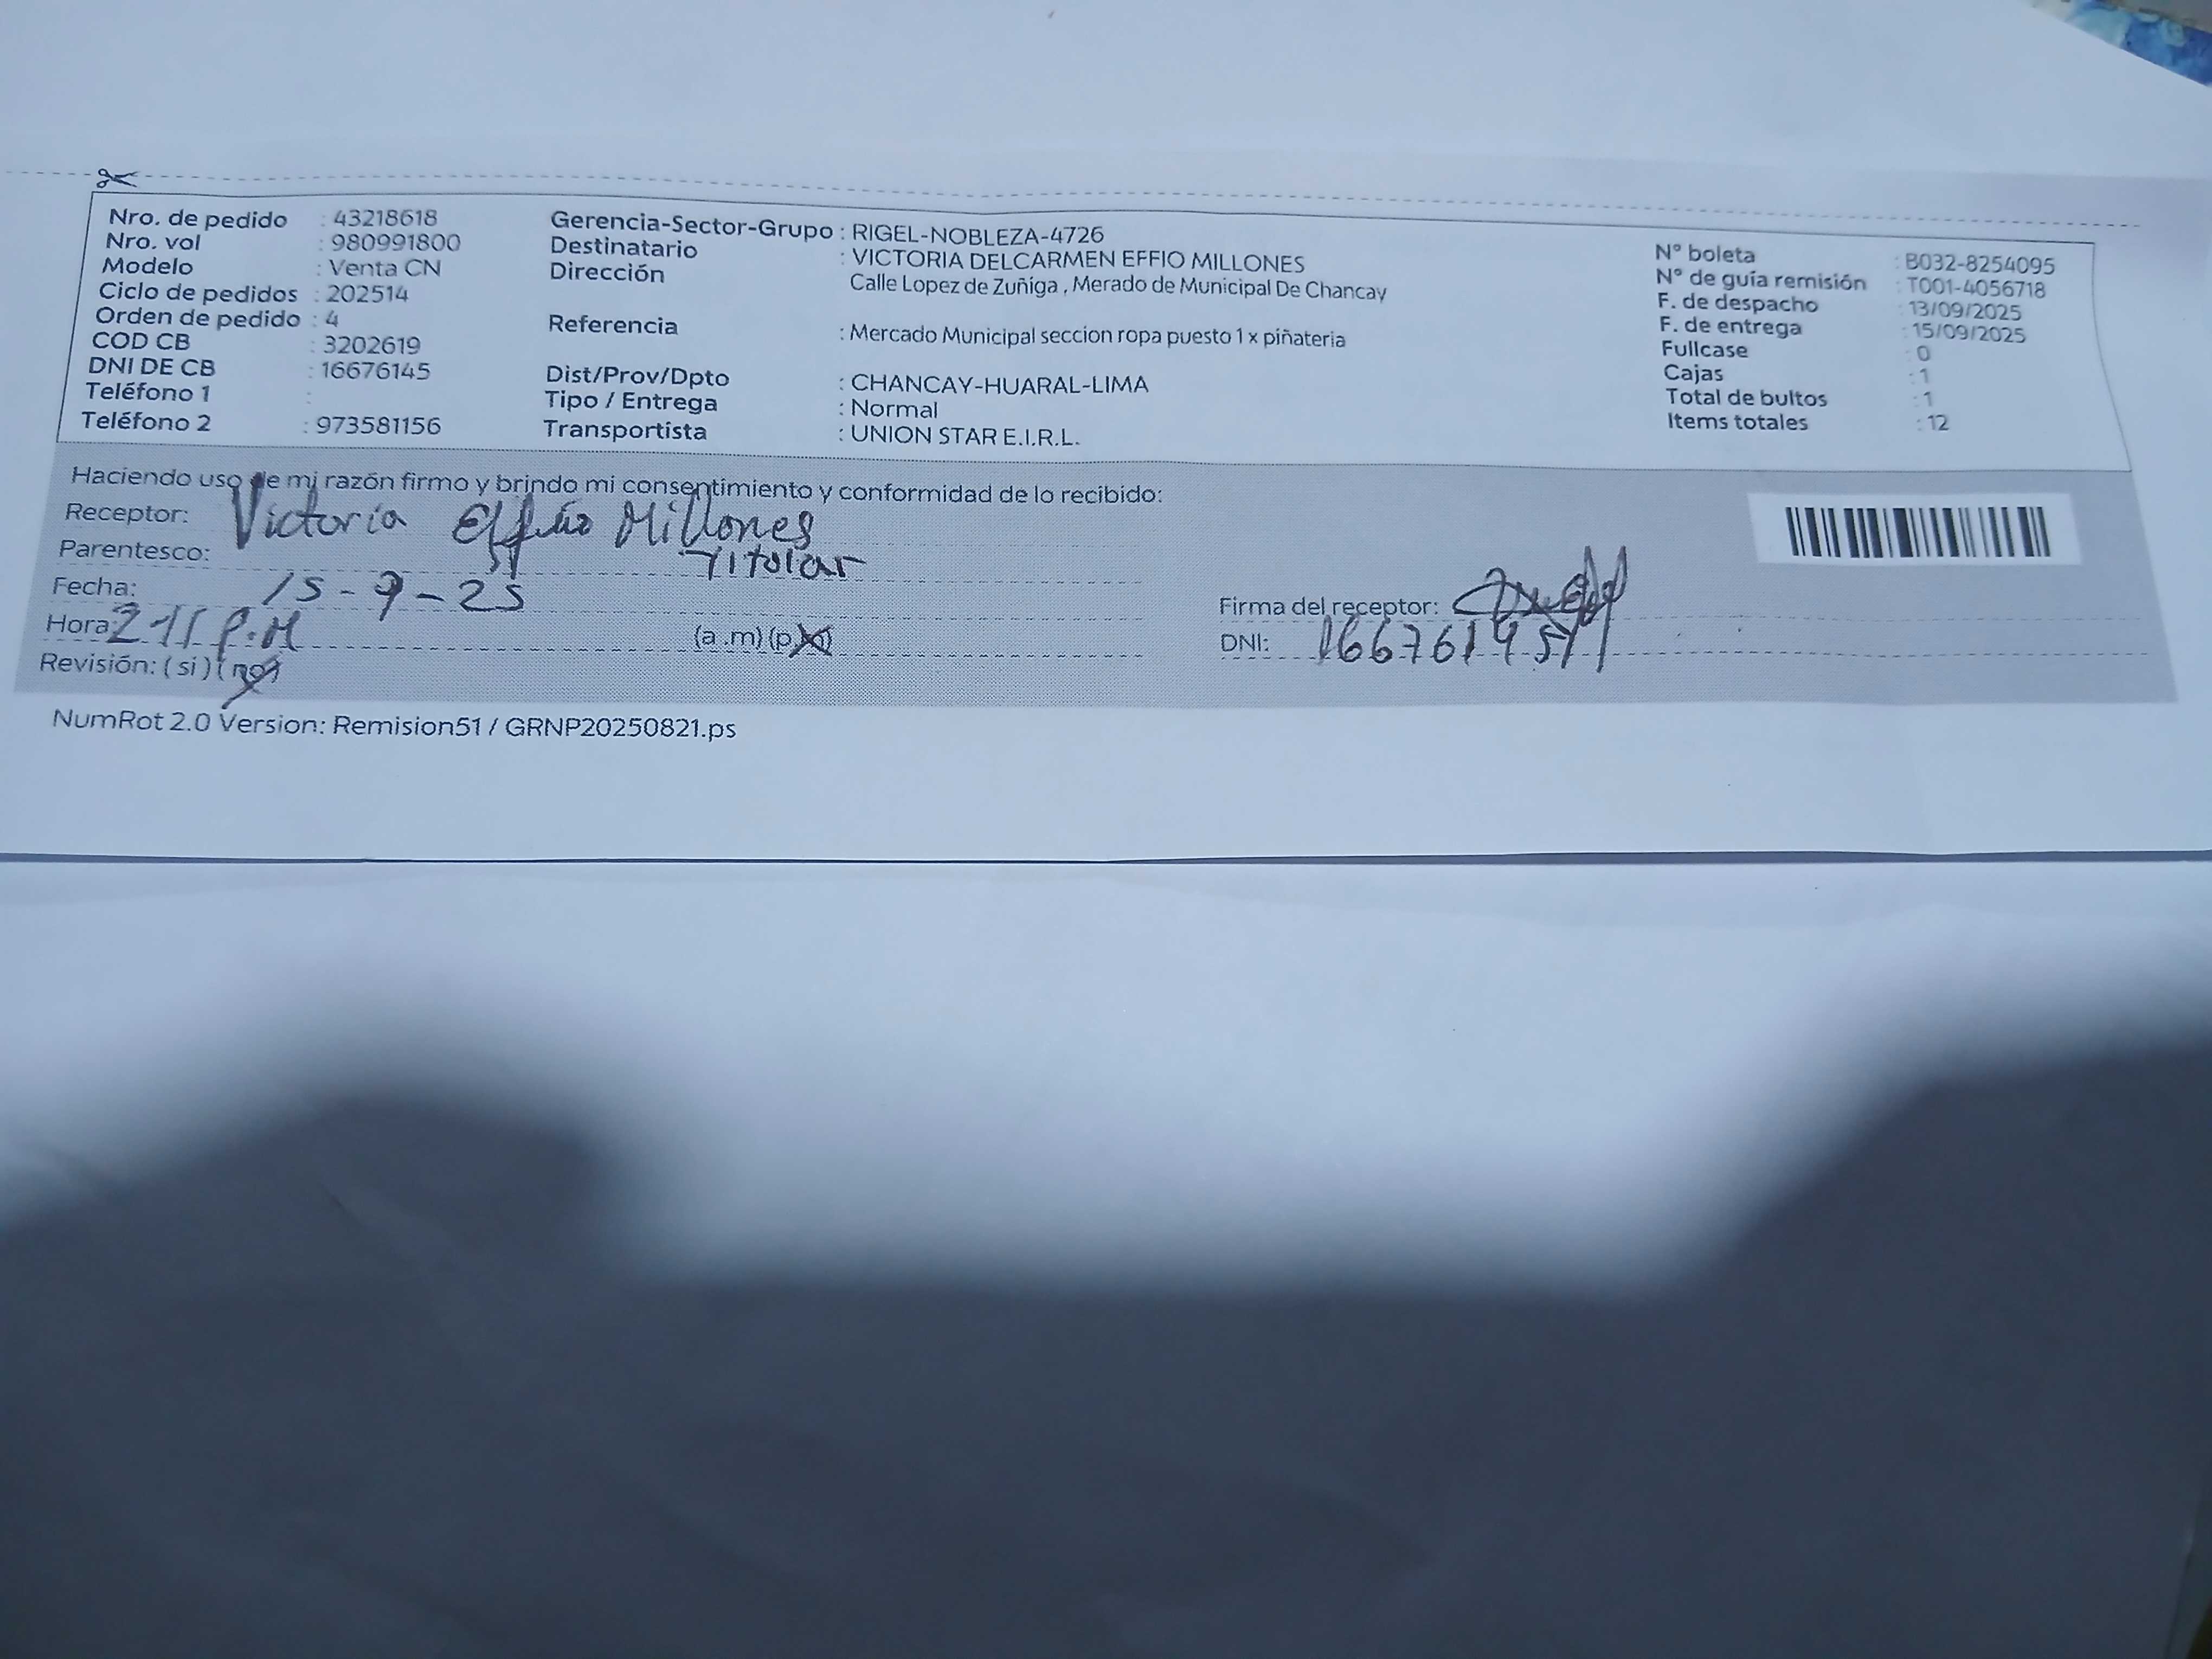 Nro. de pedido : 43218618
Nro. vol : 980991800
Modelo : Venta CN
Ciclo de pedidos : 202514
Orden de pedido : 4
COD CB : 3202619
DNI DE CB : 16676145
Teléfono 1 :
Teléfono 2 : 973581156
Gerencia-Sector-Grupo : RIGEL-NOBLEZA-4726
Destinatario : VICTORIA DELCARMEN EFFIO MILLONES
Dirección Calle Lopez de Zuñiga , Merado de Municipal De Chancay
Referencia : Mercado Municipal seccion ropa puesto 1 x piñateria
Dist/Prov/Dpto : CHANCAY-HUARAL-LIMA
Tipo / Entrega : Normal
Transportista : UNION STAR E.I.R.L.
N° boleta : B032-8254095
N° de guía remisión : T001-4056718
F. de despacho : 13/09/2025
F. de entrega : 15/09/2025
Fullcase : 0
Cajas : 1
Total de bultos : 1
Items totales : 12
Haciendo uso de mi razón firmo y brindo mi consentimiento y conformidad de lo recibido:
Receptor: Victoria Effio Millones
Parentesco: Titolar
Fecha: 15-9-25
Hora: P.M (a.m) (p.m)
Revisión: (si) (no)
Firma del receptor:
DNI: 16676145
NumRot 2.0 Version: Remision51 / GRNP20250821.ps